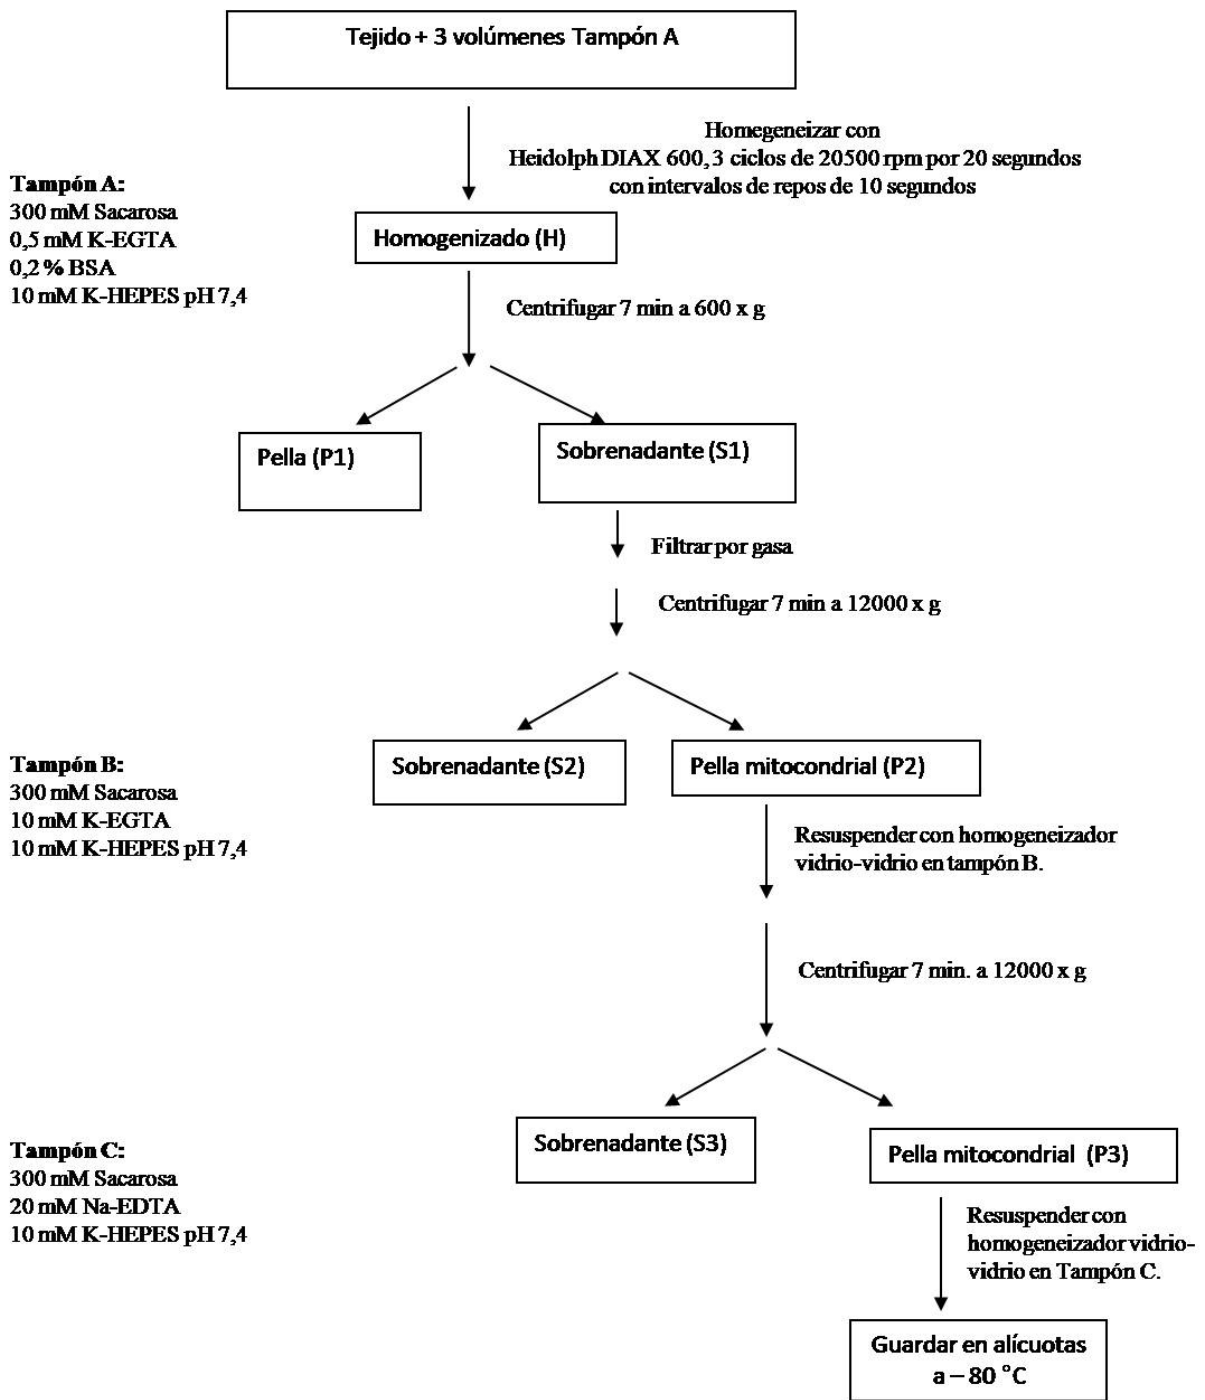 Tejido + 3 volúmenes Tampón A
Homegeneizar con
Heidolph DIAX 600, 3 ciclos de 20500 rpm por 20 segundos
con intervalos de repos de 10 segundos
Tampón A:
300 mM Sacarosa
0,5 mM K-EGTA
0,2 % BSA
10 mM K-HEPES pH 7,4
Homogenizado (H)
Centrifugar 7 min a 600 x g
Pella (P1)
Sobrenadante (S1)
Filtrar por gasa
Centrifugar 7 min a 12000 x g
Sobrenadante (S2)
Pella mitocondrial (P2)
Tampón B:
300 mM Sacarosa
10 mM K-EGTA
10 mM K-HEPES pH 7,4
Resuspender con homogeneizador
vidrio-vidrio en tampón B.
Centrifugar 7 min. a 12000 x g
Sobrenadante (S3)
Pella mitocondrial (P3)
Tampón C:
300 mM Sacarosa
20 mM Na-EDTA
10 mM K-HEPES pH 7,4
Resuspender con
homogeneizador vidrio-
vidrio en Tampón C.
Guardar en alícuotas
a – 80 °C